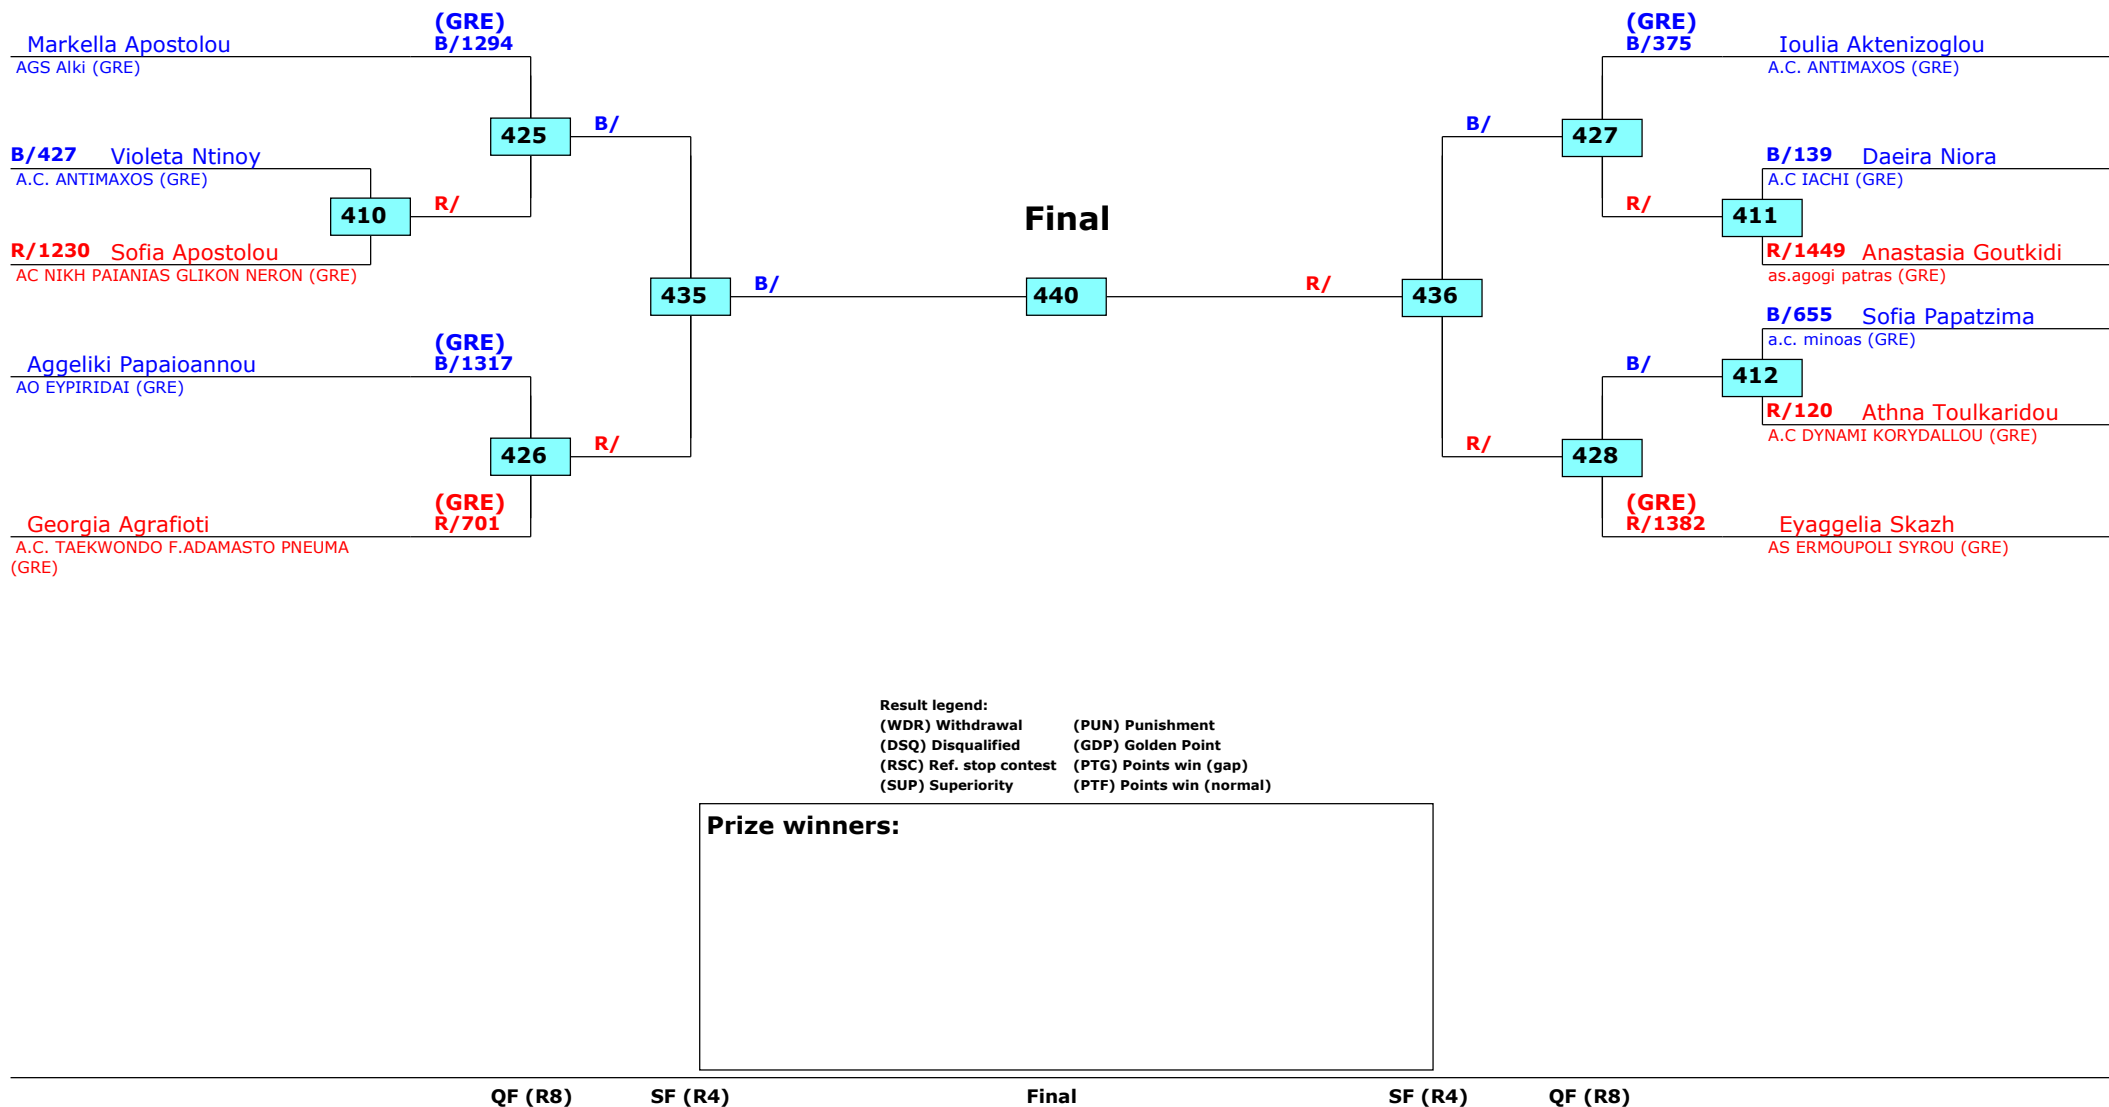 (GRE)
Markella Apostolou B/1294
AGS Alki (GRE)
425 B/
B/427 Violeta Ntinoy
A.C. ANTIMAXOS (GRE)
410 R/
R/1230 Sofia Apostolou
AC NIKH PAIANIAS GLIKON NERON (GRE)
435 B/
(GRE)
Aggeliki Papaioannou B/1317
AO EYPIRIDAI (GRE)
426 R/
(GRE)
Georgia Agrafioti R/701
A.C. TAEKWONDO F.ADAMASTO PNEUMA
(GRE)
Final
440
(GRE)
B/375 Ioulia Aktenizoglou
A.C. ANTIMAXOS (GRE)
B/ 427
B/139 Daeira Niora
A.C IACHI (GRE)
R/ 411
R/1449 Anastasia Goutkidi
as.agogi patras (GRE)
R/ 436
B/655 Sofia Papatzima
a.c. minoas (GRE)
B/ 412
R/120 Athna Toulkaridou
A.C DYNAMI KORYDALLOU (GRE)
R/ 428
(GRE)
R/1382 Eyaggelia Skazh
AS ERMOUPOLI SYROU (GRE)
Result legend:
(WDR) Withdrawal (PUN) Punishment
(DSQ) Disqualified (GDP) Golden Point
(RSC) Ref. stop contest (PTG) Points win (gap)
(SUP) Superiority (PTF) Points win (normal)
Prize winners:
QF (R8) SF (R4) Final SF (R4) QF (R8)